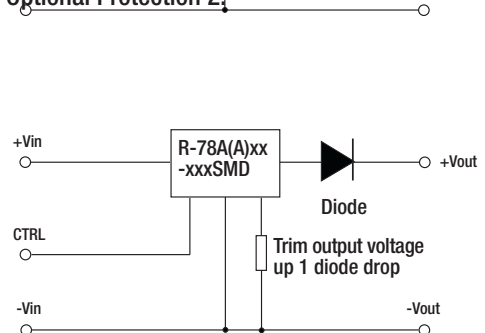 Optional Protection 2:
+Vin
R-78A(A)xx
-xxxSMD
+Vout
Diode
CTRL
Trim output voltage
up 1 diode drop
-Vin
-Vout